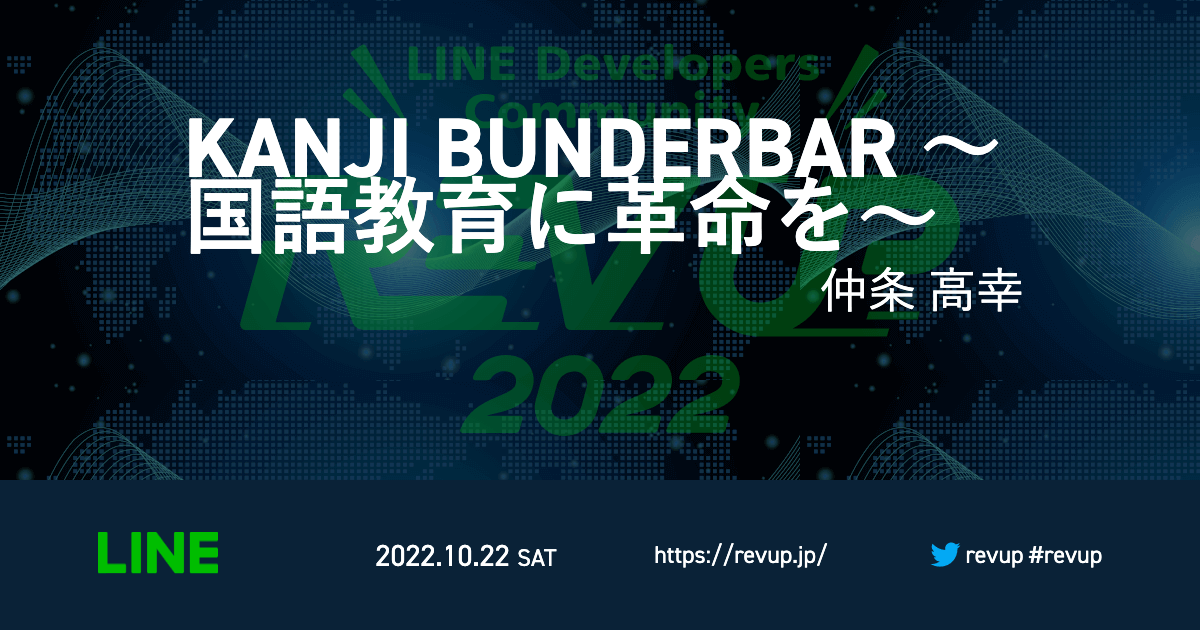 LINE Developers
Community
KANJI BUNDERBAR ～
国語教育に革命を～
REVUP
仲条 高幸
2022
LINE
2022.10.22 SAT
https://revup.jp/
revup #revup